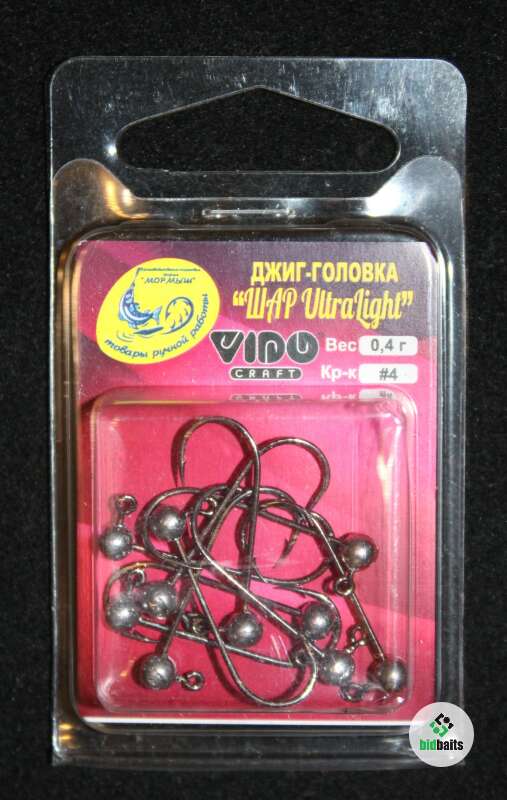 "МОРМЫШ"
товары ручной работы
ДЖИГ-ГОЛОВКА
"ШАР UltraLight"
VIDO
CRAFT
Вес 0,4 г
Кр-к #4
bidbaits